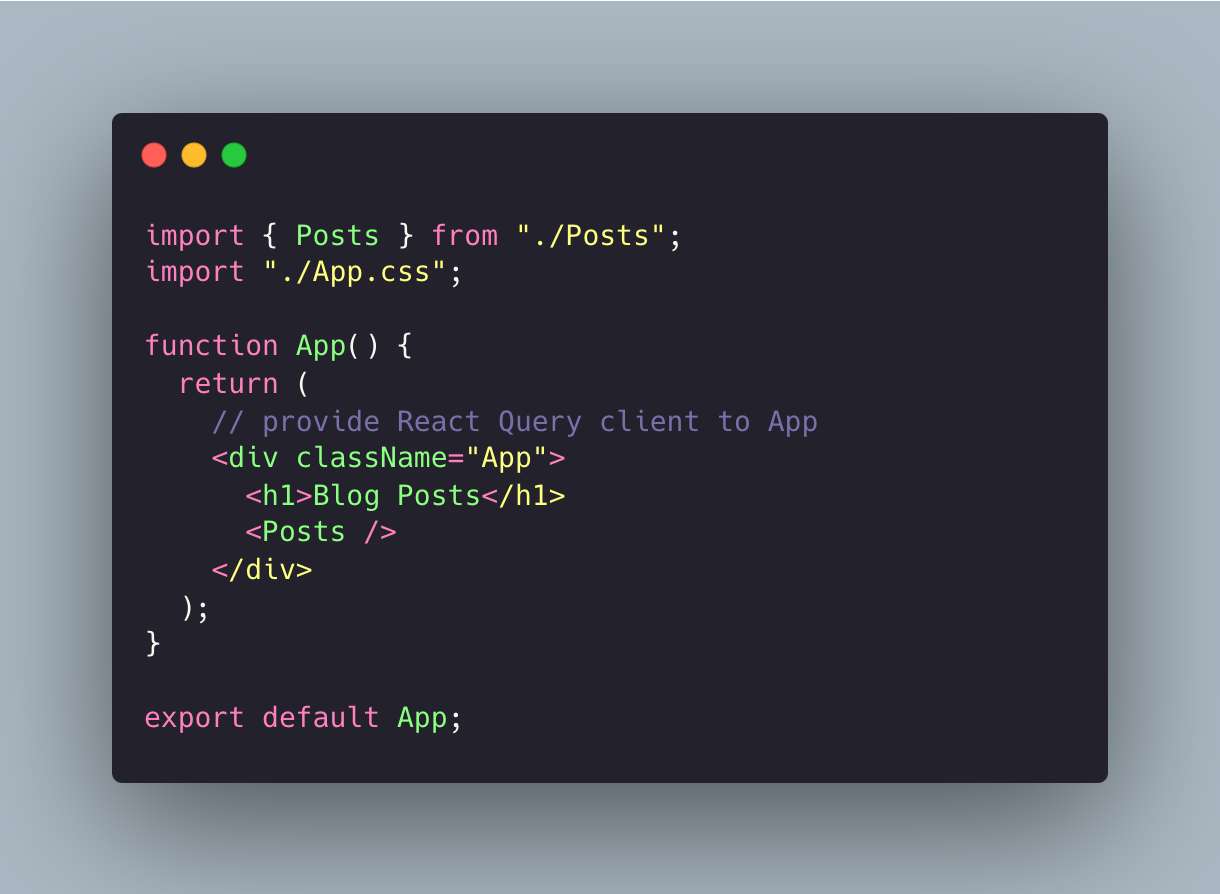 import { Posts } from "./Posts";
import "./App.css";

function App() {
  return (
    // provide React Query client to App
    <div className="App">
      <h1>Blog Posts</h1>
      <Posts />
    </div>
  );
}

export default App;